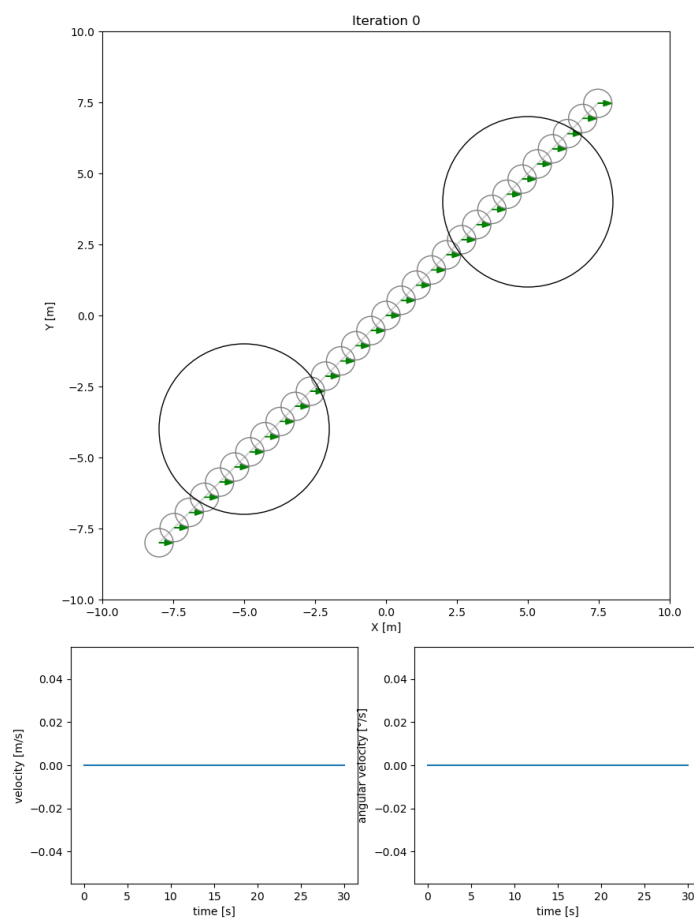 Iteration 0
10.0
7.5
5.0
2.5
0.0
−2.5
−5.0
−7.5
−10.0
Y [m]
−10.0 −7.5 −5.0 −2.5 0.0 2.5 5.0 7.5 10.0
X [m]
0.04
0.02
0.00
−0.02
−0.04
velocity [m/s]
0 5 10 15 20 25 30
time [s]
0.04
0.02
0.00
−0.02
−0.04
angular velocity [°/s]
0 5 10 15 20 25 30
time [s]